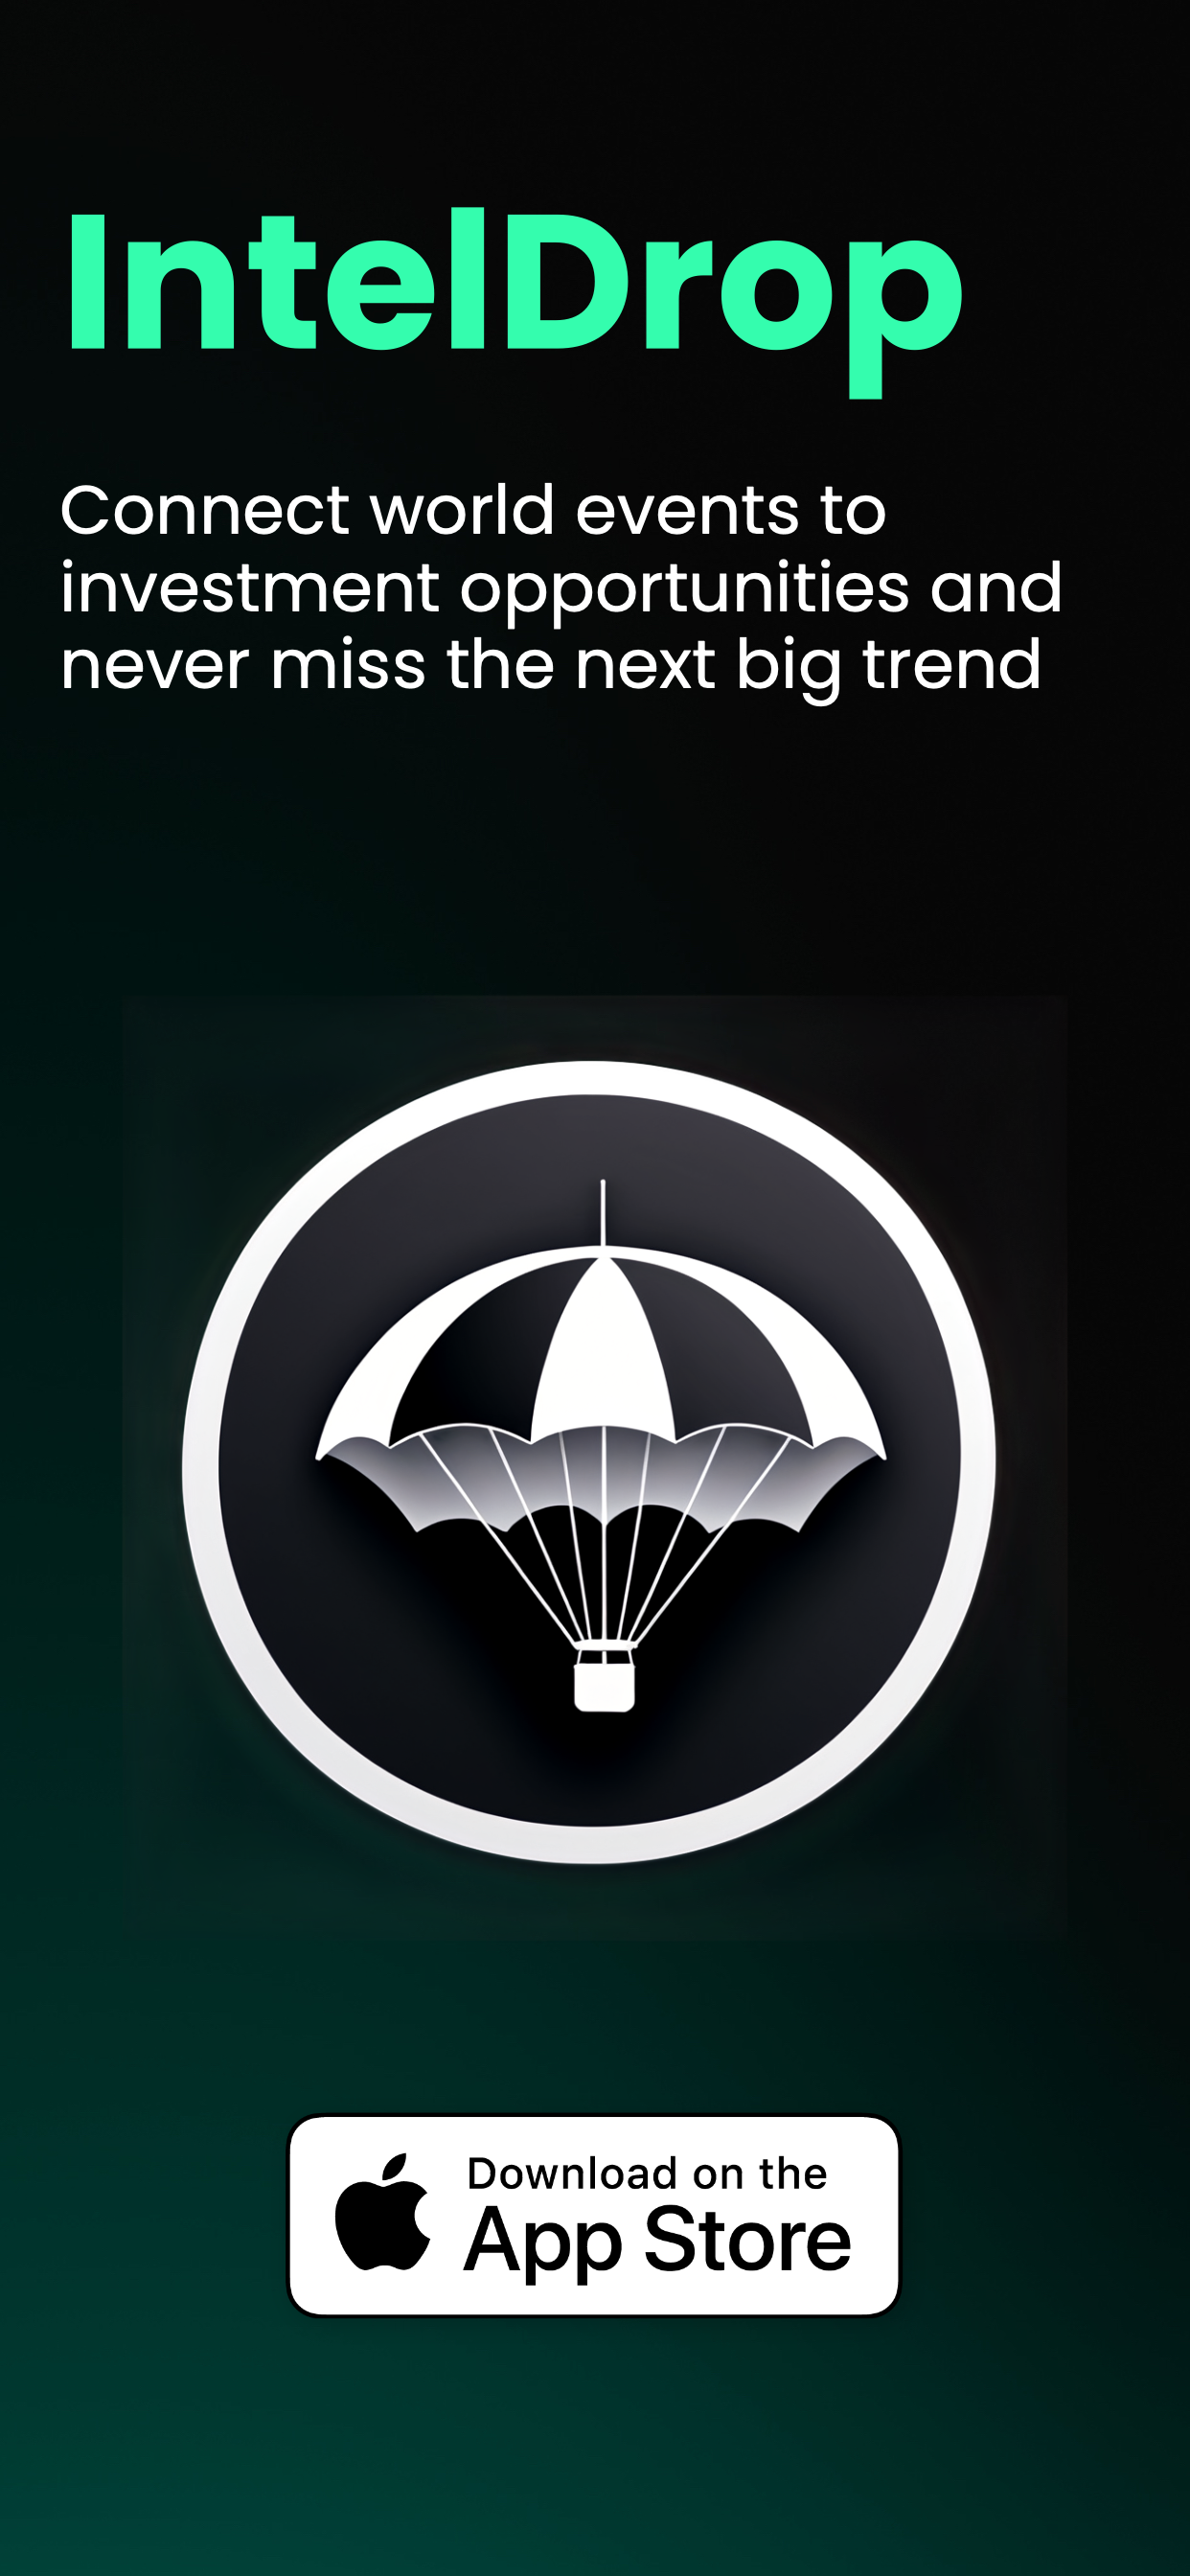 IntelDrop
Connect world events to
investment opportunities and
never miss the next big trend
Download on the
App Store